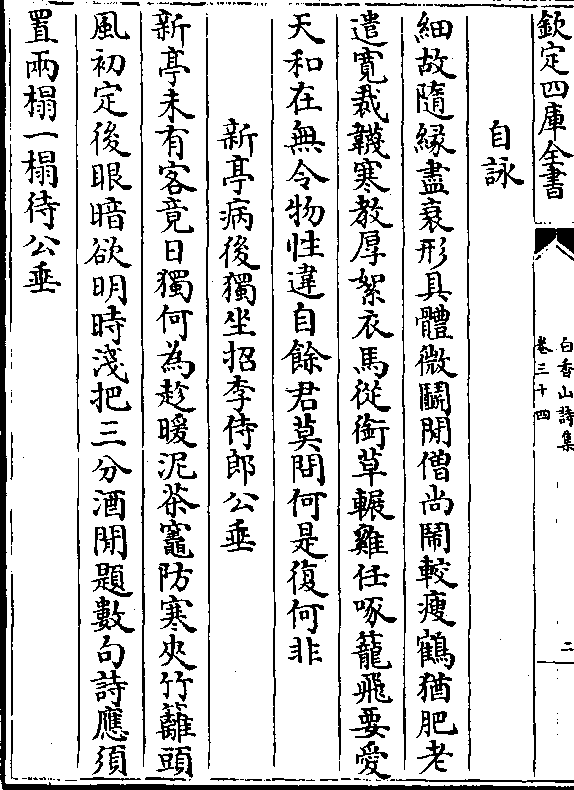 欽定四庫全書
白香山詩集
卷三十四
二
自詠
細故隨縁盡衰形具體微鬭閒僧尚鬧較瘦鶴猶肥老
遣寛裁韈寒教厚絮衣馬從銜草輾雞任啄籠飛要愛
天和在無令物性違自餘君莫問何是復何非
新亭病後獨坐招李侍郎公垂
新亭未有客竟日獨何為趁暖泥茶竈防寒夾竹籬頭
風初定後眼暗欲明時淺把三分酒閒題數句詩應須
置兩榻一榻待公垂